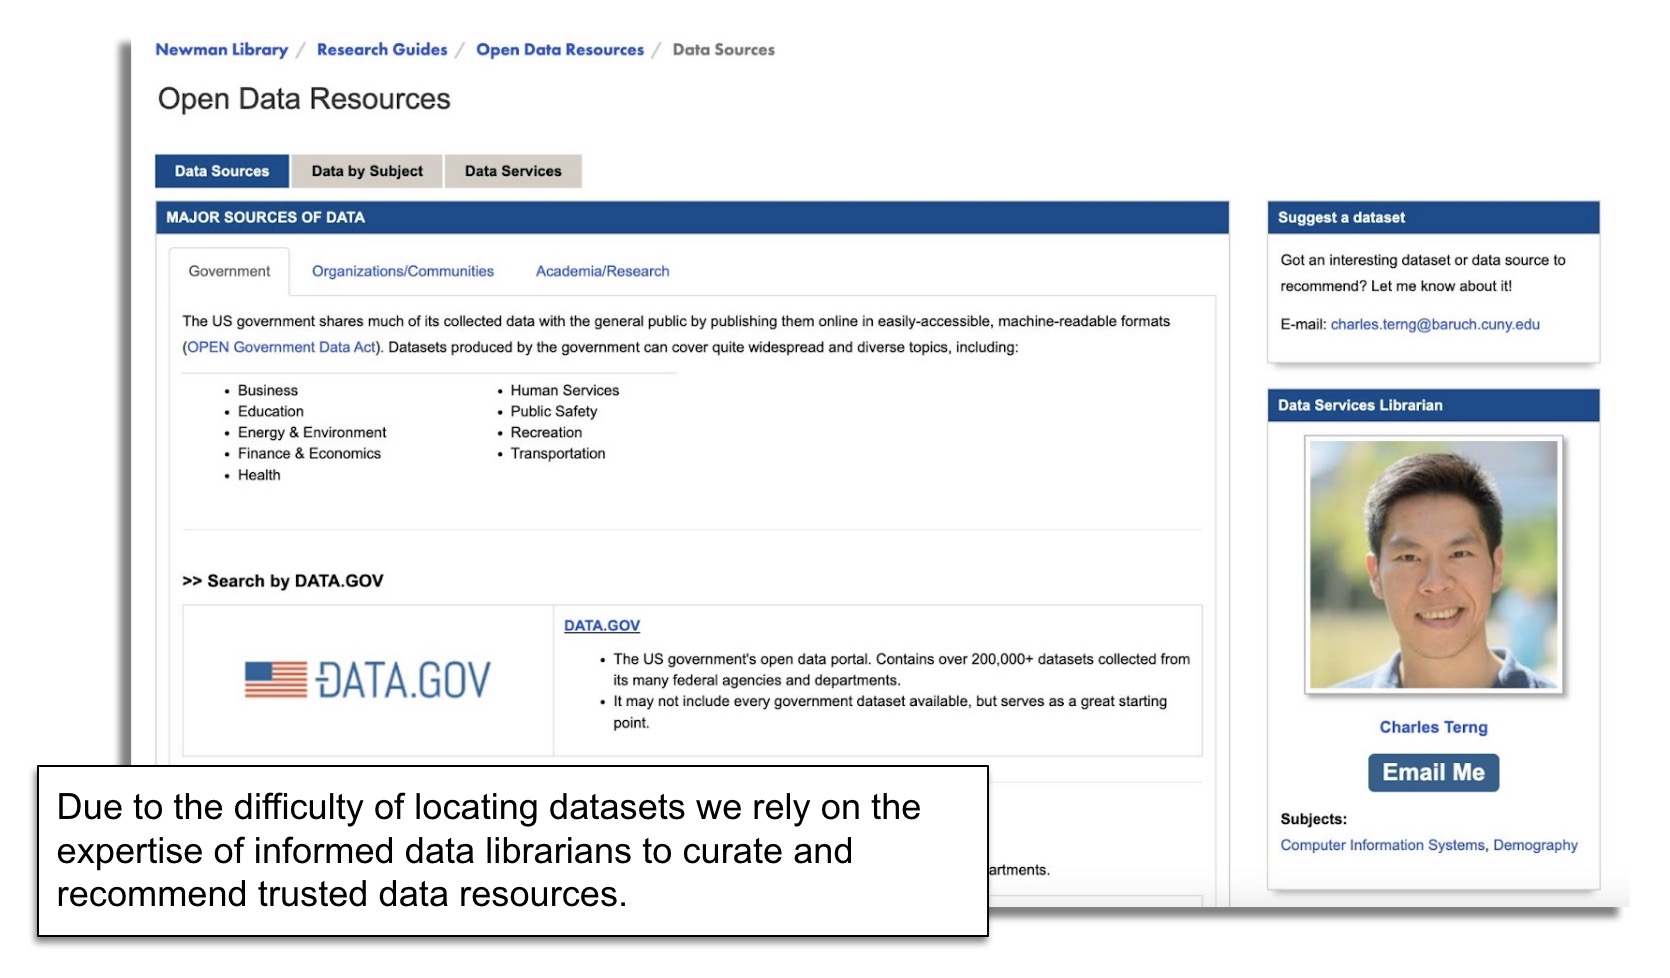 Newman Library / Research Guides / Open Data Resources / Data Sources
Open Data Resources
Data Sources
Data by Subject
Data Services
MAJOR SOURCES OF DATA
Government
Organizations/Communities
Academia/Research
The US government shares much of its collected data with the general public by publishing them online in easily-accessible, machine-readable formats
(OPEN Government Data Act). Datasets produced by the government can cover quite widespread and diverse topics, including:
• Business
• Education
• Energy & Environment
• Finance & Economics
• Health
• Human Services
• Public Safety
• Recreation
• Transportation
>> Search by DATA.GOV
DATA.GOV
DATA.GOV
• The US government's open data portal. Contains over 200,000+ datasets collected from
its many federal agencies and departments.
• It may not include every government dataset available, but serves as a great starting
point.
artments.
Suggest a dataset
Got an interesting dataset or data source to
recommend? Let me know about it!
E-mail: charles.terng@baruch.cuny.edu
Data Services Librarian
Charles Terng
Email Me
Subjects:
Computer Information Systems, Demography
Due to the difficulty of locating datasets we rely on the
expertise of informed data librarians to curate and
recommend trusted data resources.